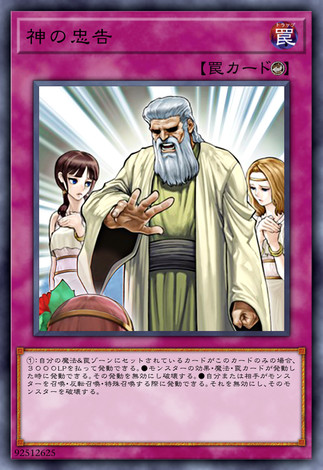 神の忠告
トラップ
罠
【罠カード】
①:自分の魔法&罠ゾーンにセットされているカードがこのカードのみの場合、
３０００LPを払って発動できる。●モンスターの効果・魔法・罠カードが発動し
た時に発動できる。その発動を無効にし破壊する。●自分または相手がモンス
ターを召喚・反転召喚・特殊召喚する際に発動できる。それを無効にし、そのモ
ンスターを破壊する。
92512625